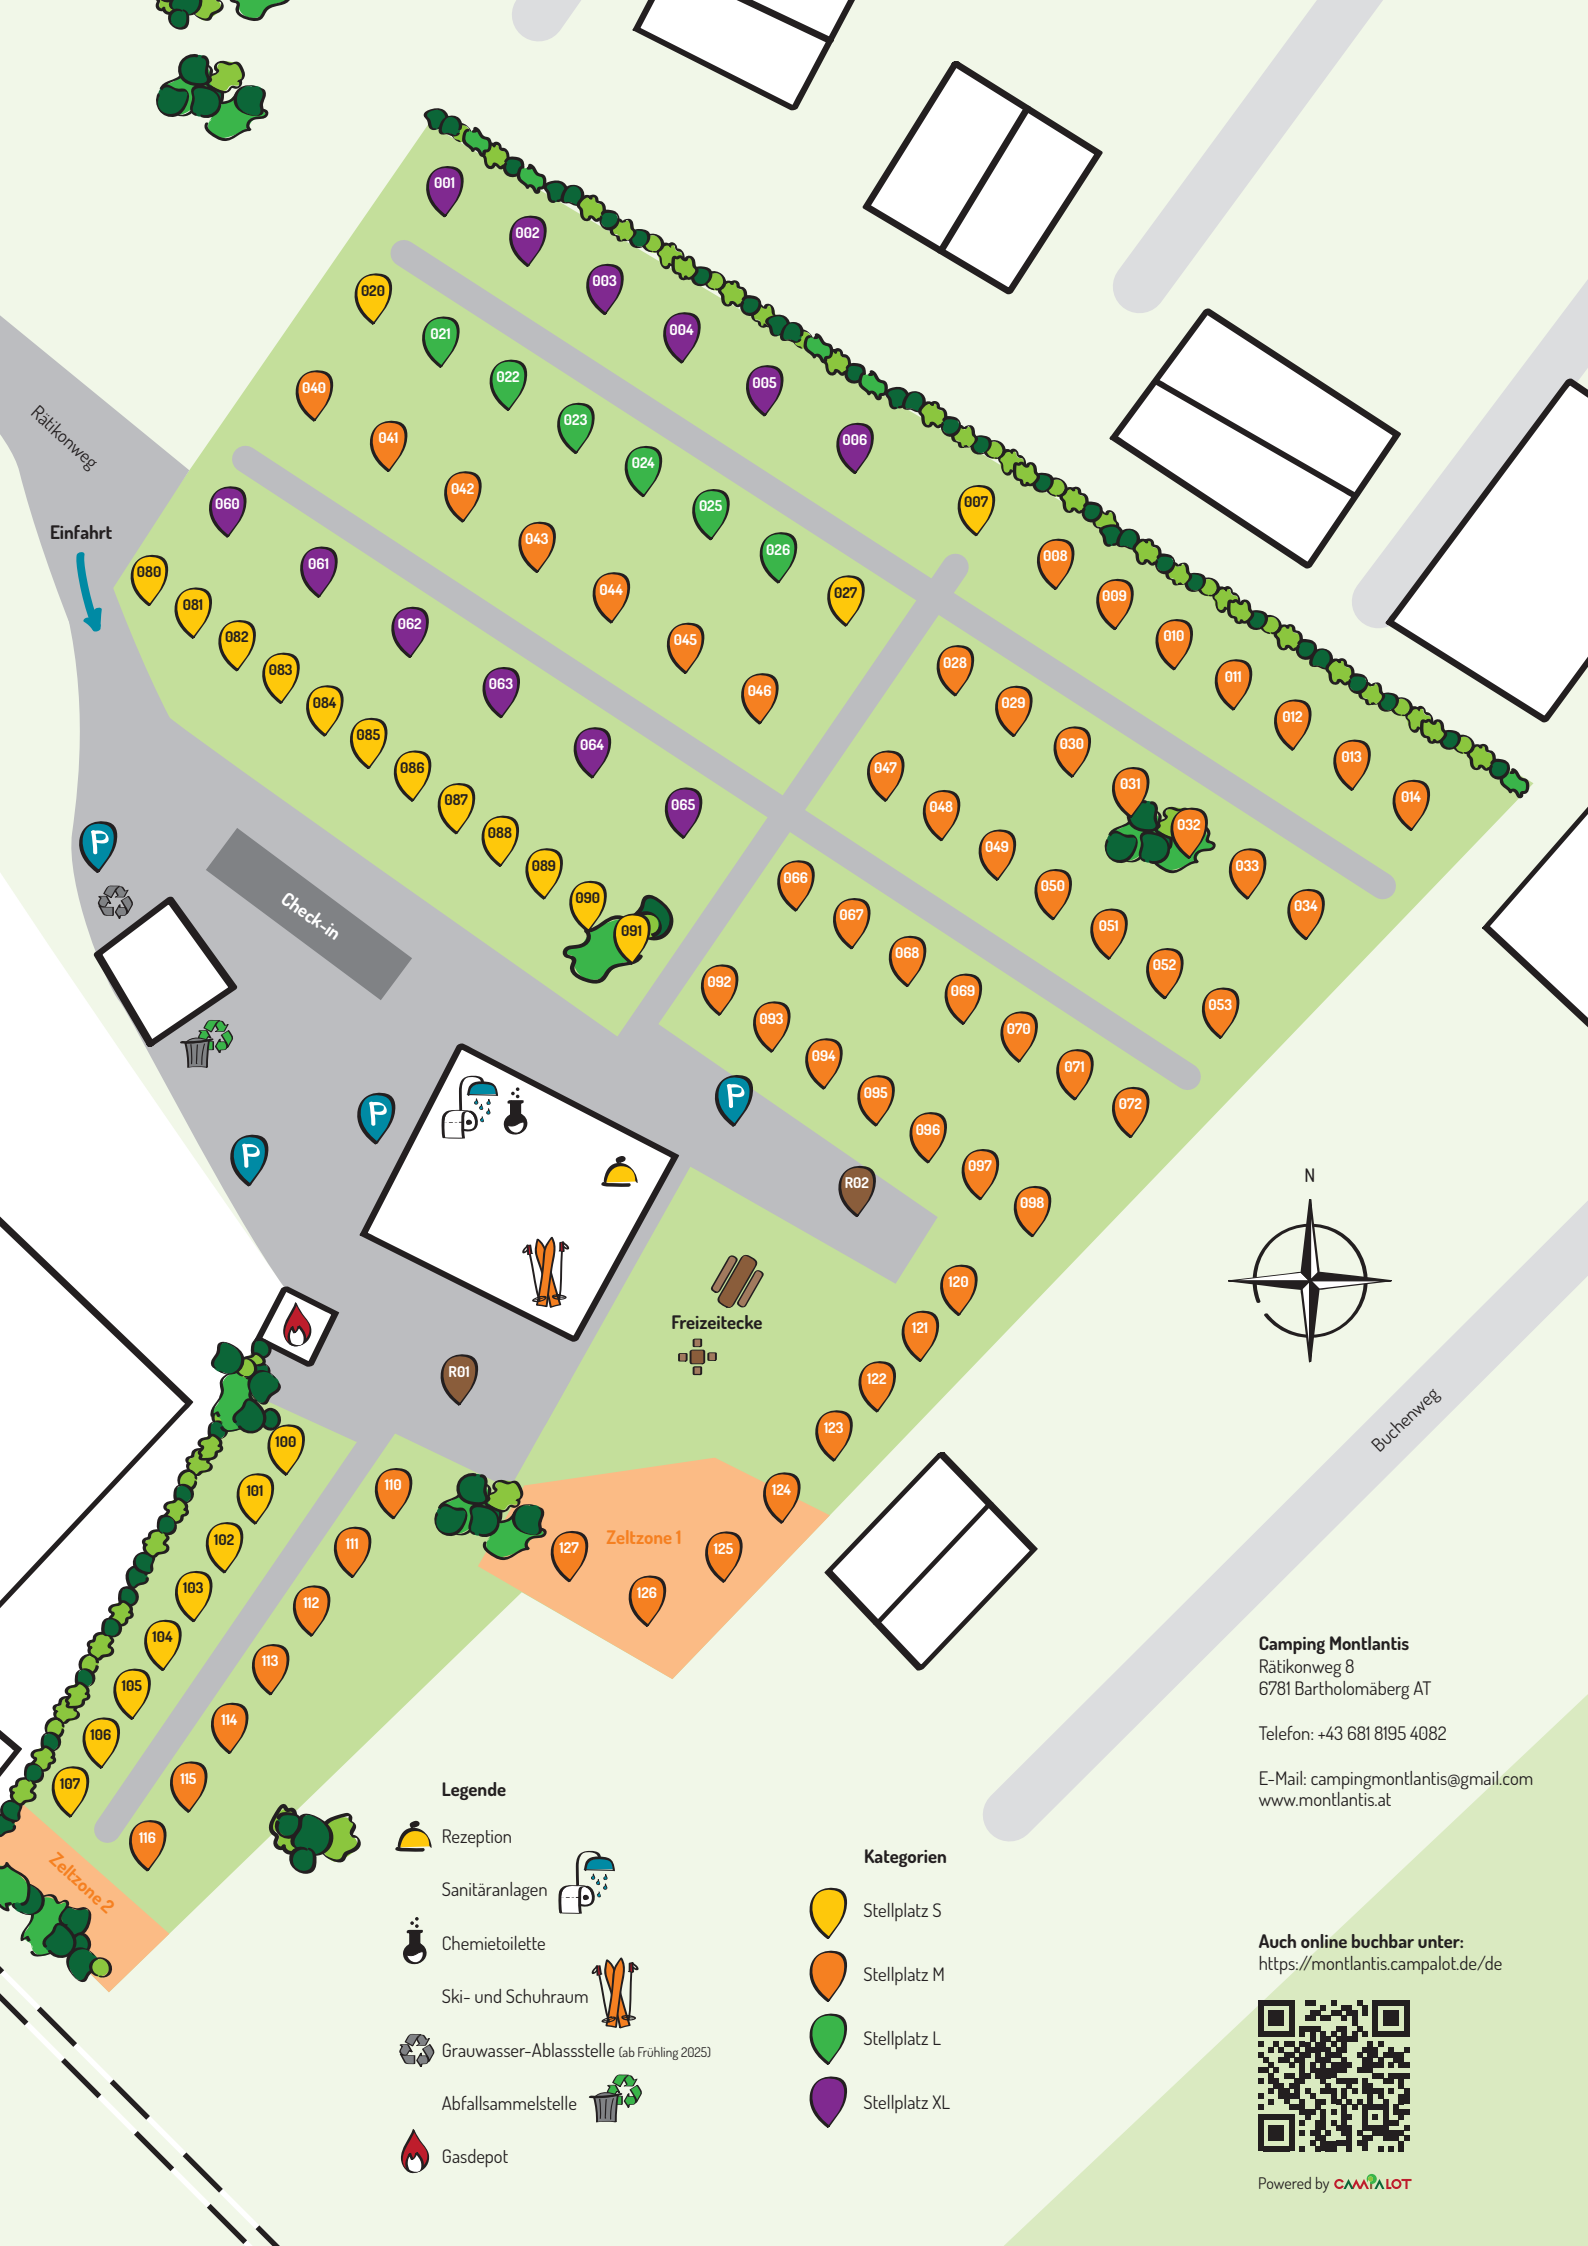 001
002
003
004
005
006
007
008
009
010
011
012
013
014
020
021
022
023
024
025
026
027
028
029
030
031
032
033
034
040
041
042
043
044
045
046
047
048
049
050
051
052
053
060
061
062
063
064
065
066
067
068
069
070
071
072
080
081
082
083
084
085
086
087
088
089
090
091
092
093
094
095
096
097
098
Rätikonweg
Einfahrt
P
Check-in
P
P
P
R02
R01
Freizeitecke
120
121
122
123
124
125
126
127
Zeltzone 1
100
101
102
103
104
105
106
107
110
111
112
113
114
115
116
Zeltzone 2
N
Buchenweg
Legende
Rezeption
Sanitäranlagen
Chemietoilette
Ski- und Schuhraum
Grauwasser-Ablassstelle (ab Frühling 2025)
Abfallsammelstelle
Gasdepot
Kategorien
Stellplatz S
Stellplatz M
Stellplatz L
Stellplatz XL
Camping Montlantis
Rätikonweg 8
6781 Bartholomäberg AT
Telefon: +43 681 8195 4082
E-Mail: campingmontlantis@gmail.com
www.montlantis.at
Auch online buchbar unter:
https://montlantis.campalot.de/de
Powered by CAMPALOT